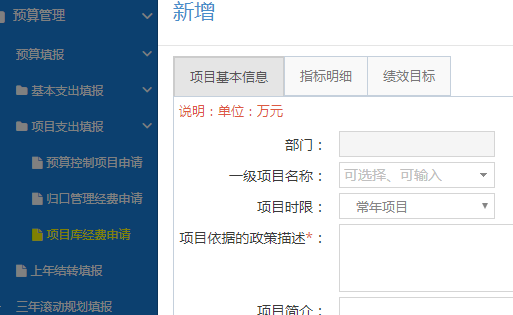 预算管理
预算填报
基本支出填报
项目支出填报
预算控制项目申请
归口管理经费申请
项目库经费申请
上年结转填报
三年滚动规划填报
新增
项目基本信息 指标明细 绩效目标
说明：单位：万元
部门：
一级项目名称： 可选择、可输入
项目时限： 常年项目
项目依据的政策描述*：
项目简介：